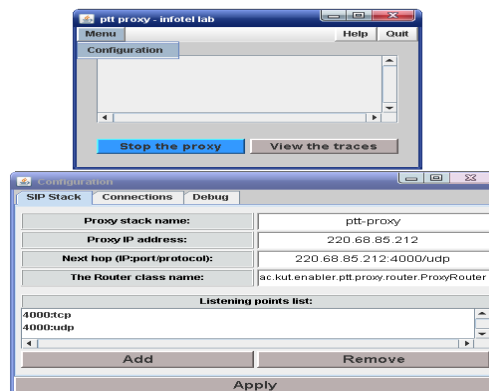 ptt proxy - infotel lab
Menu Help Quit
Configuration
Stop the proxy View the traces
Configuration
SIP Stack Connections Debug
Proxy stack name: ptt-proxy
Proxy IP address: 220.68.85.212
Next hop (IP:port/protocol): 220.68.85.212:4000/udp
The Router class name: ac.kut.enabler.ptt.proxy.router.ProxyRouter
Listening points list:
4000:tcp
4000:udp
Add Remove
Apply